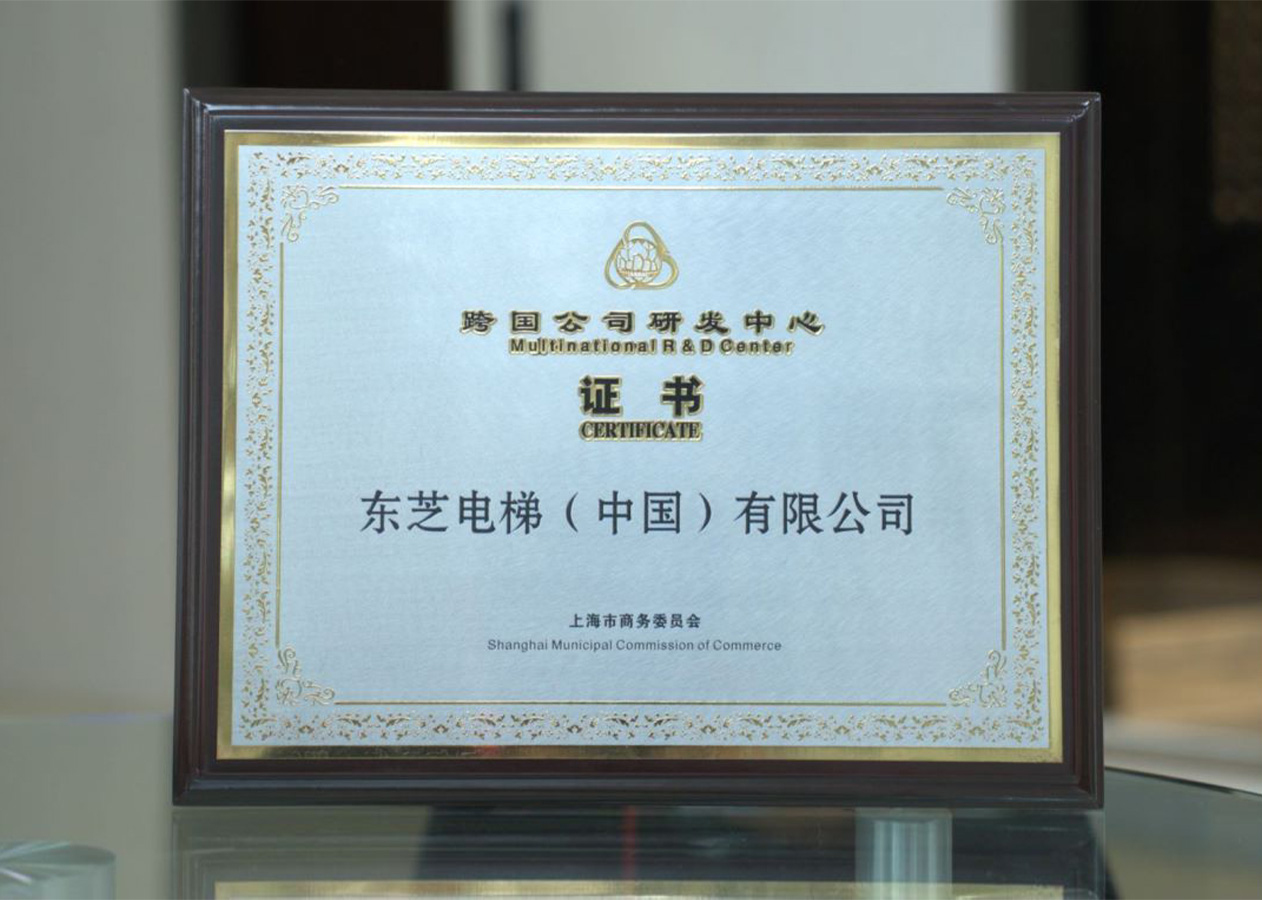 跨国公司研发中心
Multinational R & D Center
证书
CERTIFICATE
东芝电梯（中国）有限公司
上海市商务委员会
Shanghai Municipal Commission of Commerce